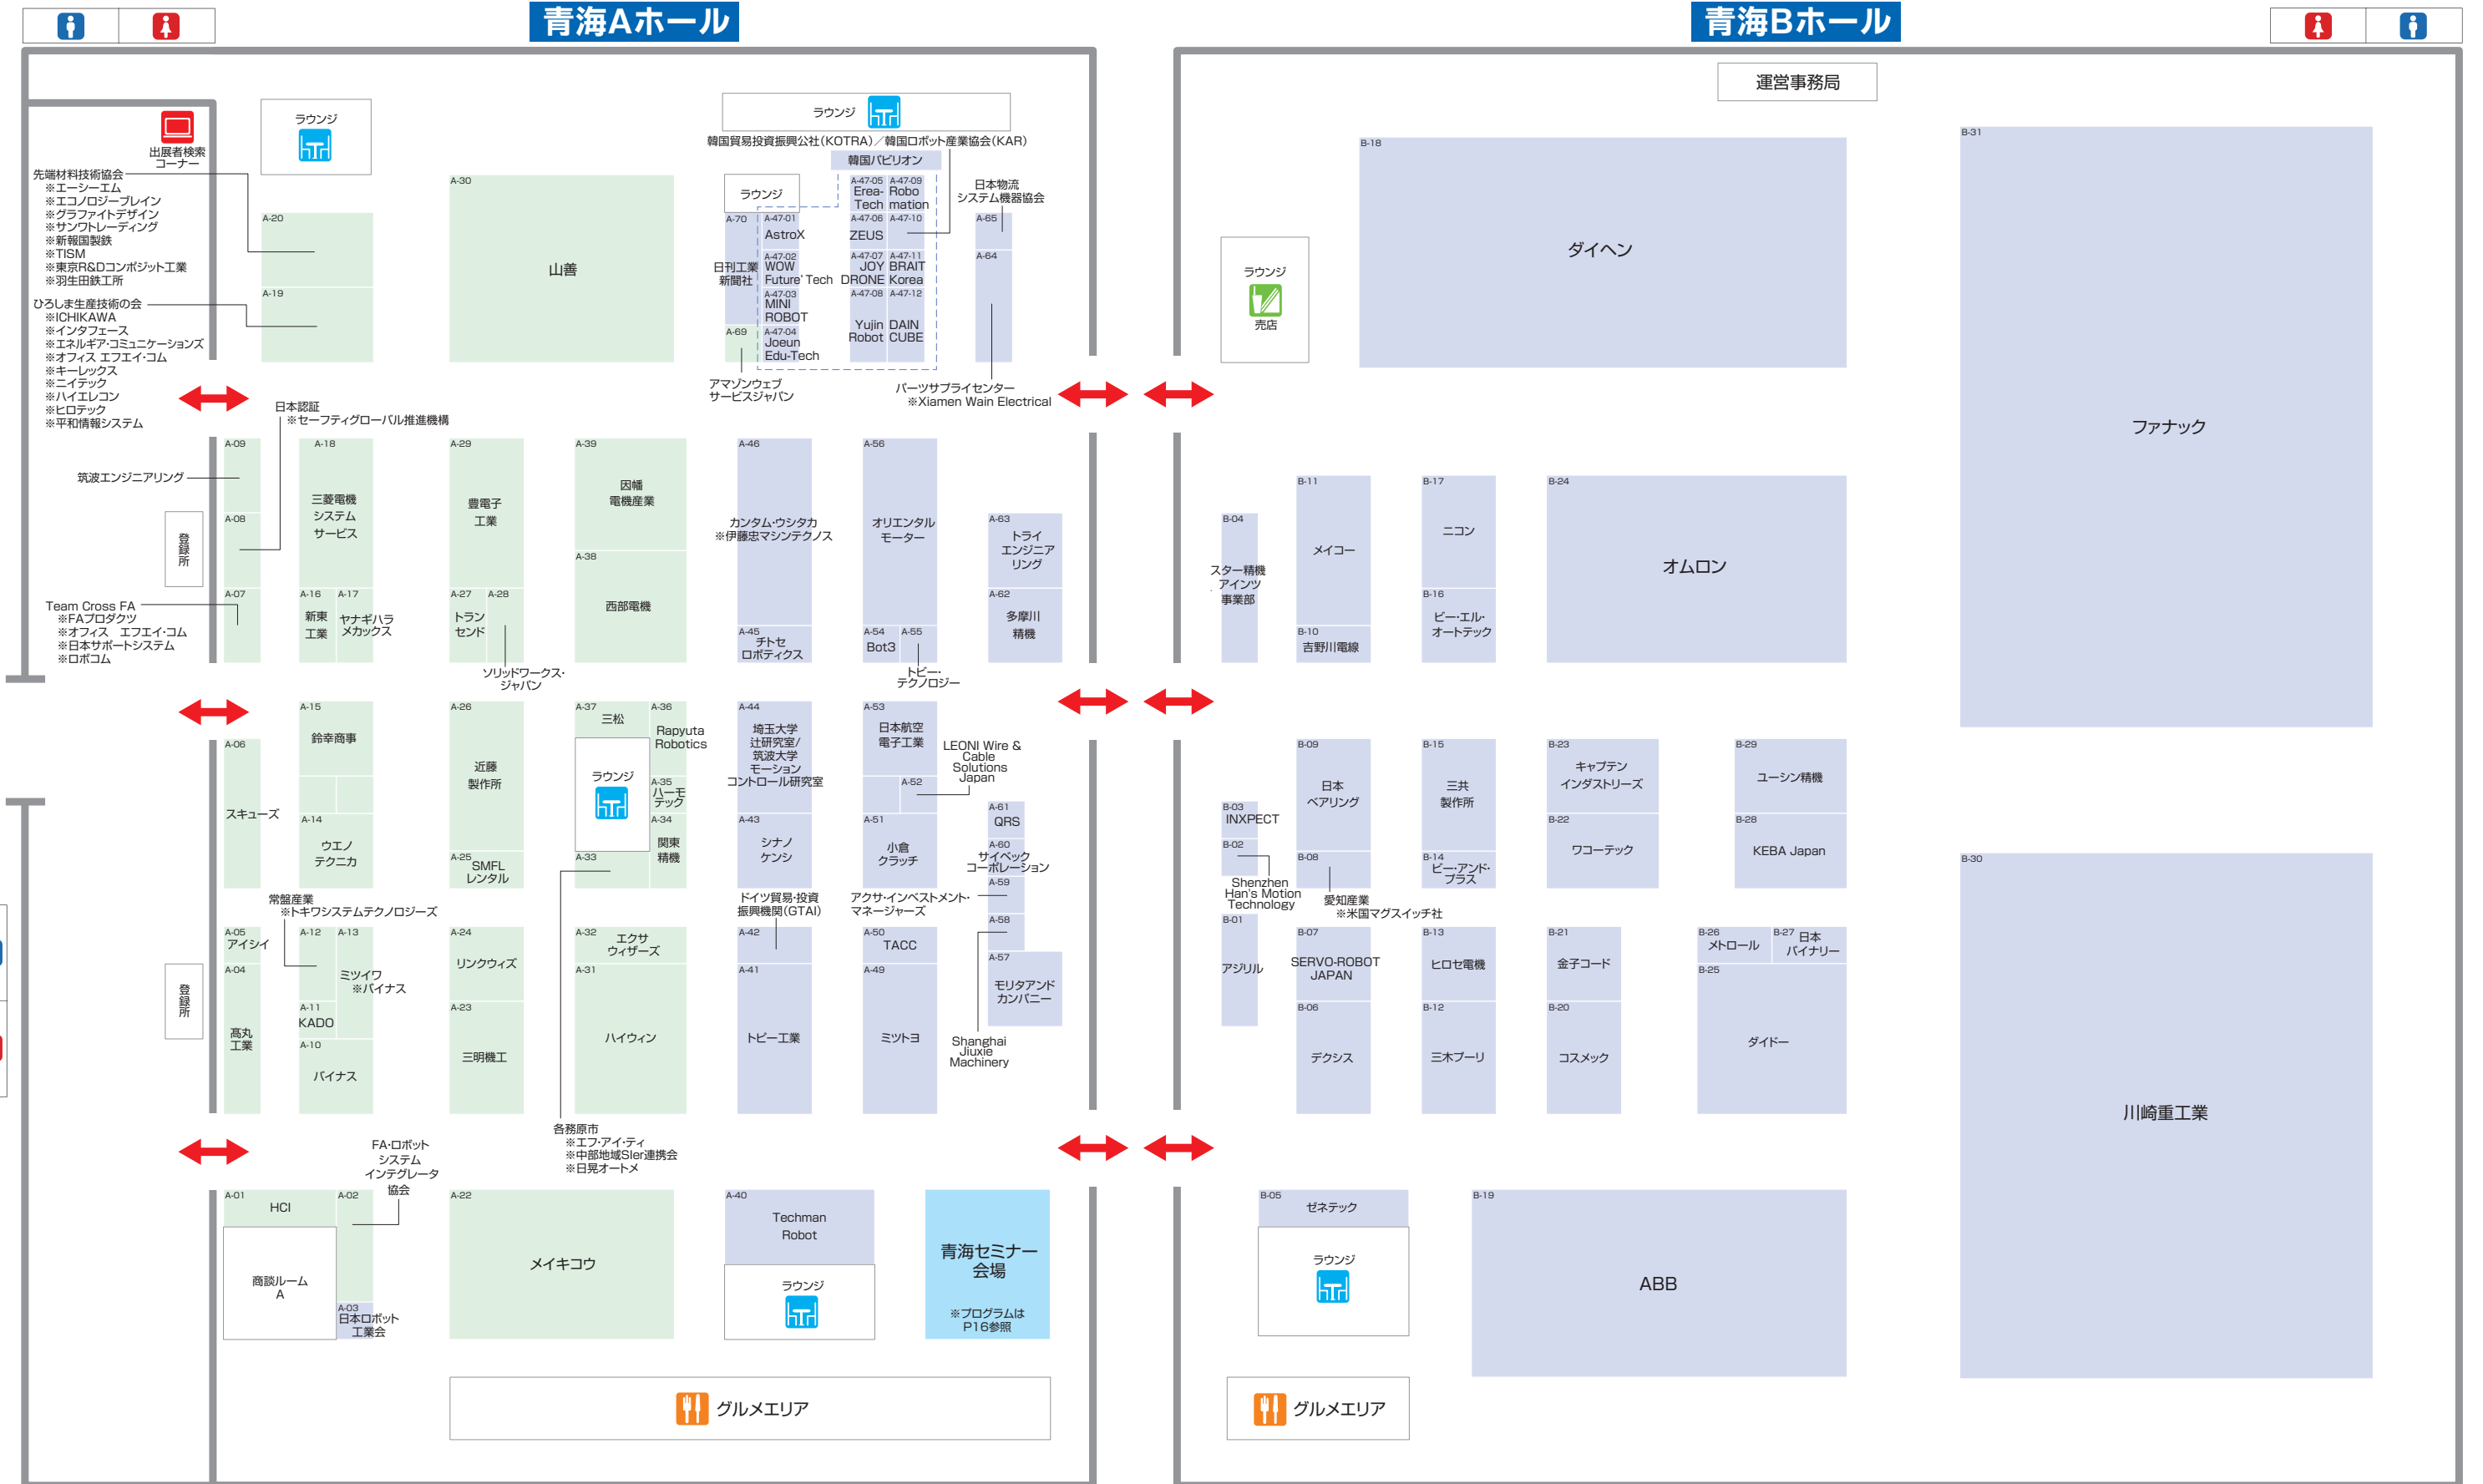 青海Aホール
青海Bホール
運営事務局
出展者検索
コーナー
先端材料技術協会
※エーシーエム
※エコノロジーブレイン
※グラファイトデザイン
※サンワトレーディング
※新報国製鉄
※TISM
※東京R&Dコンポジット工業
※羽生田鉄工所
ひろしま生産技術の会
※ICHIKAWA
※インタフェース
※エネルギア・コミュニケーションズ
※オフィス エフエイ・コム
※キーレックス
※ニイテック
※ハイエレコン
※ヒロテック
※平和情報システム
ラウンジ
A-20
A-19
A-30
山善
ラウンジ
韓国貿易投資振興公社(KOTRA)／韓国ロボット産業協会(KAR)
韓国パビリオン
ラウンジ
A-70
日刊工業
新聞社
A-69
アマゾンウェブ
サービスジャパン
A-47-01
AstroX
A-47-02
WOW
Future' Tech
A-47-03
MINI
ROBOT
A-47-04
Joeun
Edu-Tech
A-47-05
Erea-
Tech
A-47-06
ZEUS
A-47-07
JOY
DRONE
A-47-08
Yujin
Robot
A-47-09
Robo
mation
A-47-10
A-47-11
BRAIT
Korea
A-47-12
DAIN
CUBE
日本物流
システム機器協会
A-65
A-64
パーツサプライセンター
※Xiamen Wain Electrical
日本認証
※セーフティグローバル推進機構
筑波エンジニアリング
登録所
A-09
A-08
A-07
Team Cross FA
※FAプロダクツ
※オフィス エフエイ・コム
※日本サポートシステム
※ロボコム
A-18
三菱電機
システム
サービス
A-16
新東
工業
A-17
ヤナギハラ
メカックス
A-29
豊電子
工業
A-27
トラン
センド
A-28
ソリッドワークス・
ジャパン
A-39
因幡
電機産業
A-38
西部電機
A-46
カンタム・ウシタカ
※伊藤忠マシンテクノス
A-45
チトセ
ロボティクス
A-56
オリエンタル
モーター
A-54
Bot3
A-55
トビー・
テクノロジー
A-63
トライ
エンジニア
リング
A-62
多摩川
精機
A-06
スキューズ
A-15
鈴幸商事
A-14
ウエノ
テクニカ
A-26
近藤
製作所
A-25
SMFL
レンタル
A-37
三松
ラウンジ
A-36
Rapyuta
Robotics
A-35
ハーモ
テック
A-34
関東
精機
A-33
A-44
埼玉大学
辻研究室/
筑波大学
モーション
コントロール研究室
A-43
シナノ
ケンシ
A-53
日本航空
電子工業
A-52
LEONI Wire &
Cable
Solutions
Japan
A-51
小倉
クラッチ
A-61
QRS
A-60
サイベック
コーポレーション
A-59
アクサ・インベストメント・
マネージャーズ
A-58
Shanghai
Jiuxie
Machinery
A-57
モリタアンド
カンパニー
登録所
A-05
アイシイ
A-04
髙丸
工業
常盤産業
※トキワシステムテクノロジーズ
A-12
A-13
ミツイワ
※バイナス
A-11
KADO
A-10
バイナス
A-24
リンクウィズ
A-23
三明機工
A-32
エクサ
ウィザーズ
A-31
ハイウィン
各務原市
※エフ・アイ・ティ
※中部地域SIer連携会
※日晃オートメ
ドイツ貿易・投資
振興機関(GTAI)
A-42
A-41
トピー工業
A-50
TACC
A-49
ミツトヨ
FA・ロボット
システム
インテグレータ
協会
A-01
HCI
A-02
商談ルーム
A
A-03
日本ロボット
工業会
A-22
メイキコウ
A-40
Techman
Robot
ラウンジ
青海セミナー
会場
※プログラムは
P16参照
グルメエリア
ラウンジ
売店
B-18
ダイヘン
B-31
ファナック
B-04
スター精機
アインツ
事業部
B-11
メイコー
B-10
吉野川電線
B-17
ニコン
B-16
ビー・エル・
オートテック
B-24
オムロン
B-03
INXPECT
B-02
Shenzhen
Han's Motion
Technology
B-01
アジリル
B-09
日本
ベアリング
B-08
愛知産業
※米国マグスイッチ社
B-15
三共
製作所
B-14
ビー・アンド・
プラス
B-23
キャプテン
インダストリーズ
B-22
ワコーテック
B-29
ユーシン精機
B-28
KEBA Japan
B-30
川崎重工業
B-07
SERVO-ROBOT
JAPAN
B-06
デクシス
B-13
ヒロセ電機
B-12
三木プーリ
B-21
金子コード
B-20
コスメック
B-26
メトロール
B-27
日本
バイナリー
B-25
ダイドー
B-05
ゼネテック
ラウンジ
B-19
ABB
グルメエリア